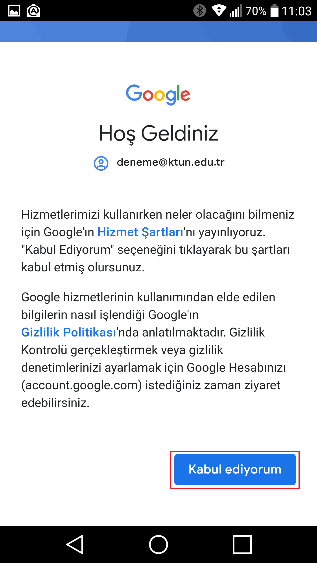 70% 11:03
Google
Hoş Geldiniz
deneme@ktun.edu.tr
Hizmetlerimizi kullanırken neler olacağını bilmeniz
için Google'ın Hizmet Şartları'nı yayınlıyoruz.
"Kabul Ediyorum" seçeneğini tıklayarak bu şartları
kabul etmiş olursunuz.
Google hizmetlerinin kullanımından elde edilen
bilgilerin nasıl işlendiği Google'ın
Gizlilik Politikası'nda anlatılmaktadır. Gizlilik
Kontrolü gerçekleştirmek veya gizlilik
denetimlerinizi ayarlamak için Google Hesabınızı
(account.google.com) istediğiniz zaman ziyaret
edebilirsiniz.
Kabul ediyorum